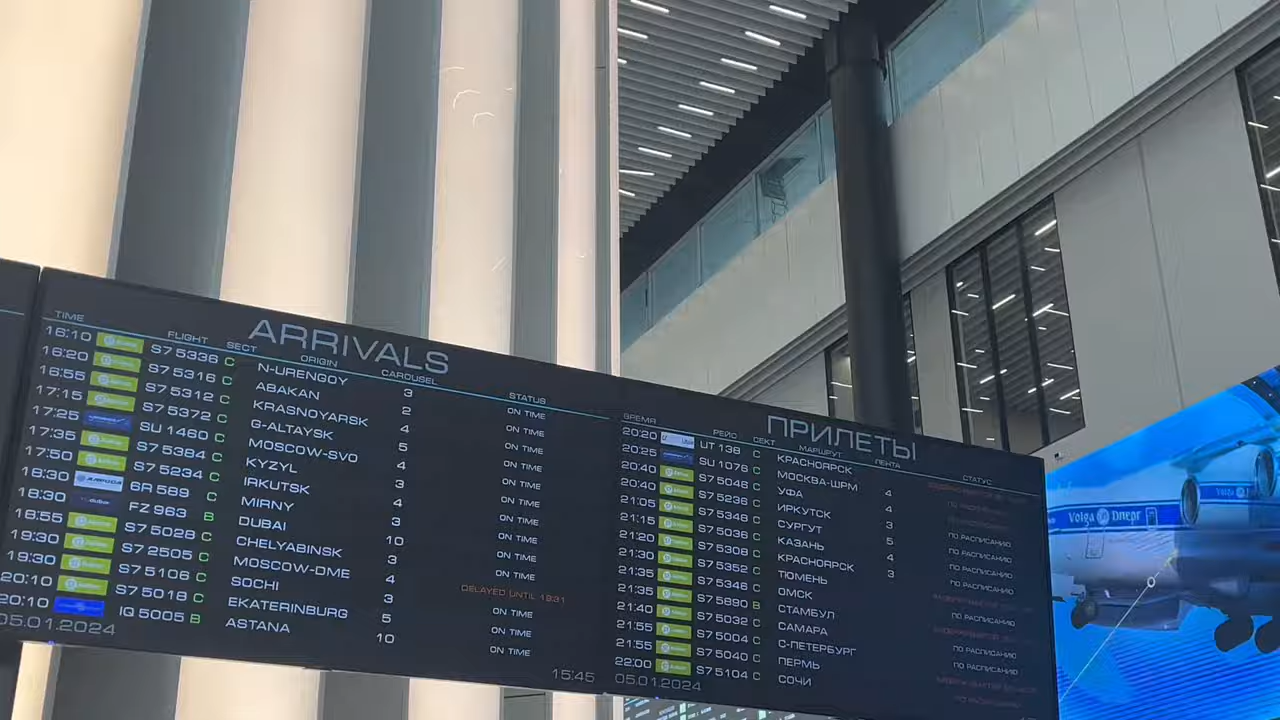 ARRIVALS
TIME FLIGHT SECT ORIGIN CAROUSEL STATUS
16:10 S7 5336 C N-URENGOY 3 ON TIME
16:20 S7 5316 C ABAKAN 2 ON TIME
16:55 S7 5312 C KRASNOYARSK 4 ON TIME
17:15 S7 5372 C G-ALTAYSK 5 ON TIME
17:25 SU 1460 C MOSCOW-SVO 4 ON TIME
17:35 S7 5384 C KYZYL 3 ON TIME
17:50 S7 5234 C IRKUTSK 4 ON TIME
18:30 6R 589 C MIRNY 3 ON TIME
18:30 dubai FZ 963 B DUBAI 10 ON TIME
18:55 S7 5028 C CHELYABINSK ON TIME
19:30 S7 2505 C MOSCOW-DME 4 DELAYED UNTIL 1931
19:30 S7 5106 C SOCHI 3 ON TIME
20:10 S7 5018 C EKATERINBURG 5 ON TIME
20:10 IQ 5005 B ASTANA 10 ON TIME
05.01.2024 15:45
ПРИЛЕТЫ
ВРЕМЯ РЕЙС СЕКТ МАРШРУТ ЛЕНТА СТАТУС
20:20 UT 138 C КРАСНОЯРСК
20:25 SU 1076 C МОСКВА-ШРМ 4 ПО РАСПИСАНИЮ
20:40 S7 5046 C УФА 4
20:40 S7 5238 C ИРКУТСК 3 ПО РАСПИСАНИЮ
21:05 S7 5348 C СУРГУТ 5 ПО РАСПИСАНИЮ
21:15 S7 5036 C КАЗАНЬ 4 ПО РАСПИСАНИЮ
21:20 S7 5308 C КРАСНОЯРСК 3 ПО РАСПИСАНИЮ
21:30 S7 5352 C ТЮМЕНЬ
21:35 S7 5346 C ОМСК ПО РАСПИСАНИЮ
21:35 S7 5890 B СТАМБУЛ
21:40 S7 5032 C САМАРА ПО РАСПИСАНИЮ
21:55 S7 5004 C С-ПЕТЕРБУРГ ПО РАСПИСАНИЮ
21:55 S7 5040 C ПЕРМЬ
22:00 S7 5104 C СОЧИ ПО РАСПИСАНИЮ
05.01.2024
Volga Dnepr